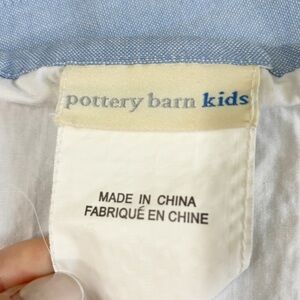 pottery barn kids
MADE IN CHINA
FABRIQUÉ EN CHINE